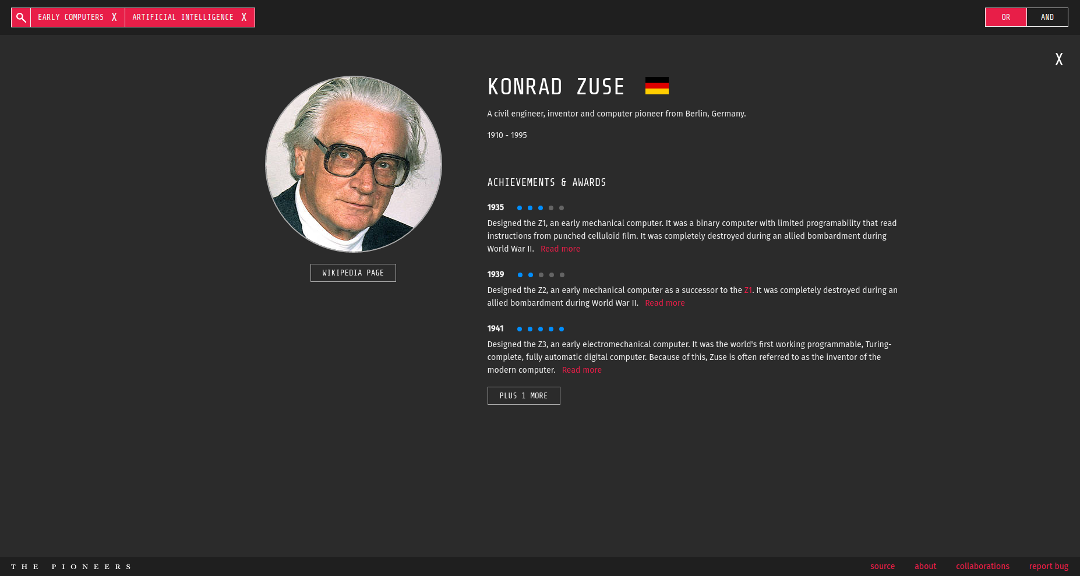 EARLY COMPUTERS X ARTIFICIAL INTELLIGENCE X
OR AND
X
KONRAD ZUSE
A civil engineer, inventor and computer pioneer from Berlin, Germany.
1910 - 1995
WIKIPEDIA PAGE
ACHIEVEMENTS & AWARDS
1935
Designed the Z1, an early mechanical computer. It was a binary computer with limited programability that read
instructions from punched celluloid film. It was completely destroyed during an allied bombardment during
World War II. Read more
1939
Designed the Z2, an early mechanical computer as a successor to the Z1. It was completely destroyed during an
allied bombardment during World War II. Read more
1941
Designed the Z3, an early electromechanical computer. It was the world's first working programmable, Turing-
complete, fully automatic digital computer. Because of this, Zuse is often referred to as the inventor of the
modern computer. Read more
PLUS 1 MORE
THE PIONEERS
source about collaborations report bug